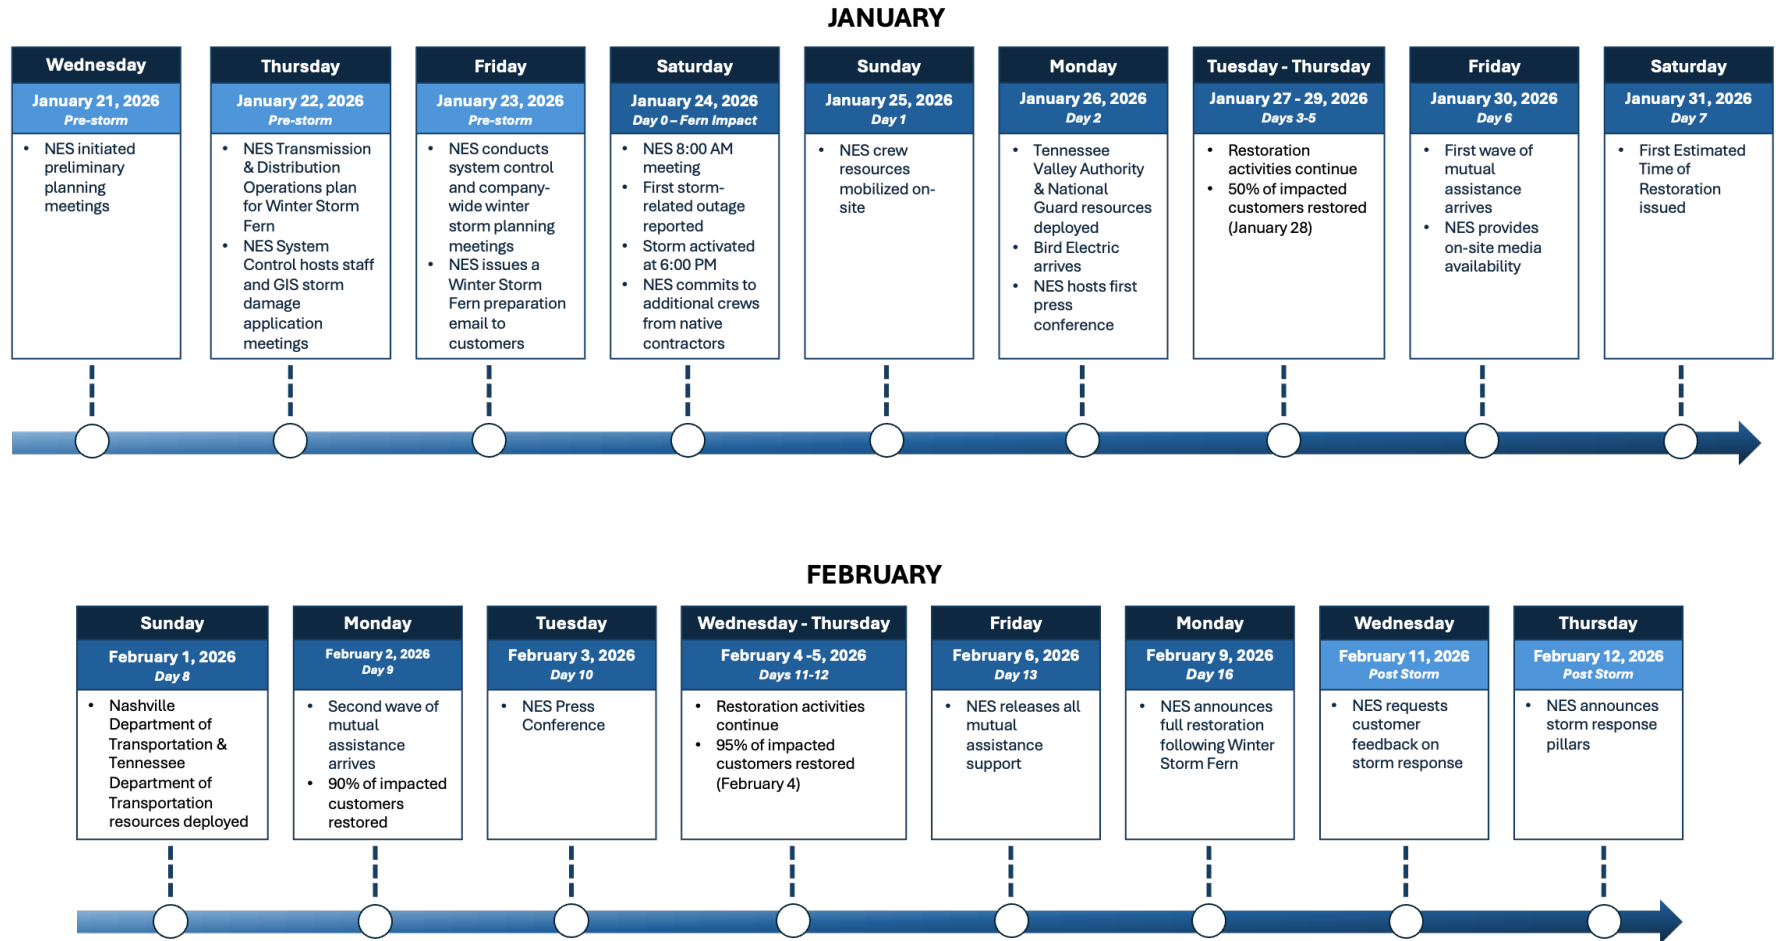 JANUARY
Wednesday
January 21, 2026
Pre-storm
• NES initiated
preliminary
planning
meetings
Thursday
January 22, 2026
Pre-storm
• NES Transmission
& Distribution
Operations plan
for Winter Storm
Fern
• NES System
Control hosts staff
and GIS storm
damage
application
meetings
Friday
January 23, 2026
Pre-storm
• NES conducts
system control
and company-
wide winter
storm planning
meetings
• NES issues a
Winter Storm
Fern preparation
email to
customers
Saturday
January 24, 2026
Day 0 – Fern Impact
• NES 8:00 AM
meeting
• First storm-
related outage
reported
• Storm activated
at 6:00 PM
• NES commits to
additional crews
from native
contractors
Sunday
January 25, 2026
Day 1
• NES crew
resources
mobilized on-
site
Monday
January 26, 2026
Day 2
• Tennessee
Valley Authority
& National
Guard resources
deployed
• Bird Electric
arrives
• NES hosts first
press
conference
Tuesday - Thursday
January 27 - 29, 2026
Days 3-5
• Restoration
activities continue
• 50% of impacted
customers restored
(January 28)
Friday
January 30, 2026
Day 6
• First wave of
mutual
assistance
arrives
• NES provides
on-site media
availability
Saturday
January 31, 2026
Day 7
• First Estimated
Time of
Restoration
issued
FEBRUARY
Sunday
February 1, 2026
Day 8
• Nashville
Department of
Transportation &
Tennessee
Department of
Transportation
resources deployed
Monday
February 2, 2026
Day 9
• Second wave of
mutual
assistance
arrives
• 90% of impacted
customers
restored
Tuesday
February 3, 2026
Day 10
• NES Press
Conference
Wednesday - Thursday
February 4 -5, 2026
Days 11-12
• Restoration activities
continue
• 95% of impacted
customers restored
(February 4)
Friday
February 6, 2026
Day 13
• NES releases all
mutual
assistance
support
Monday
February 9, 2026
Day 16
• NES announces
full restoration
following Winter
Storm Fern
Wednesday
February 11, 2026
Post Storm
• NES requests
customer
feedback on
storm response
Thursday
February 12, 2026
Post Storm
• NES announces
storm response
pillars